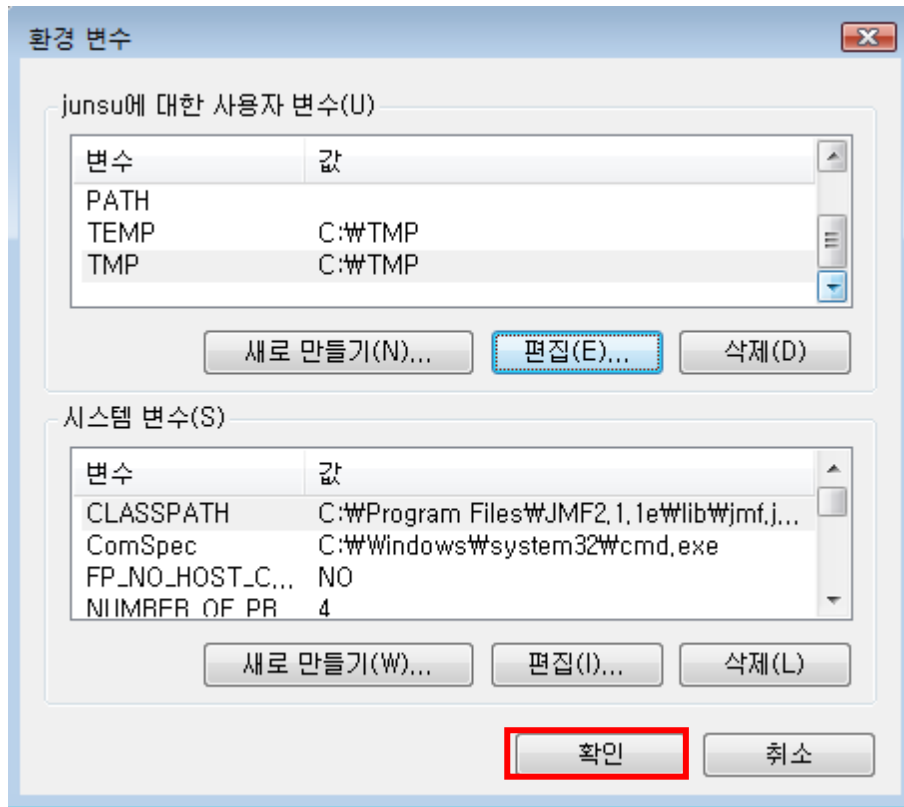 환경 변수
junsu에 대한 사용자 변수(U)
변수 값
PATH
TEMP C:₩TMP
TMP C:₩TMP
새로 만들기(N)... 편집(E)... 삭제(D)
시스템 변수(S)
변수 값
CLASSPATH C:₩Program Files₩JMF2.1.1e₩lib₩jmf.j...
ComSpec C:₩Windows₩system32₩cmd.exe
FP_NO_HOST_C... NO
NUMBER_OF_PR 4
새로 만들기(W)... 편집(I)... 삭제(L)
확인 취소